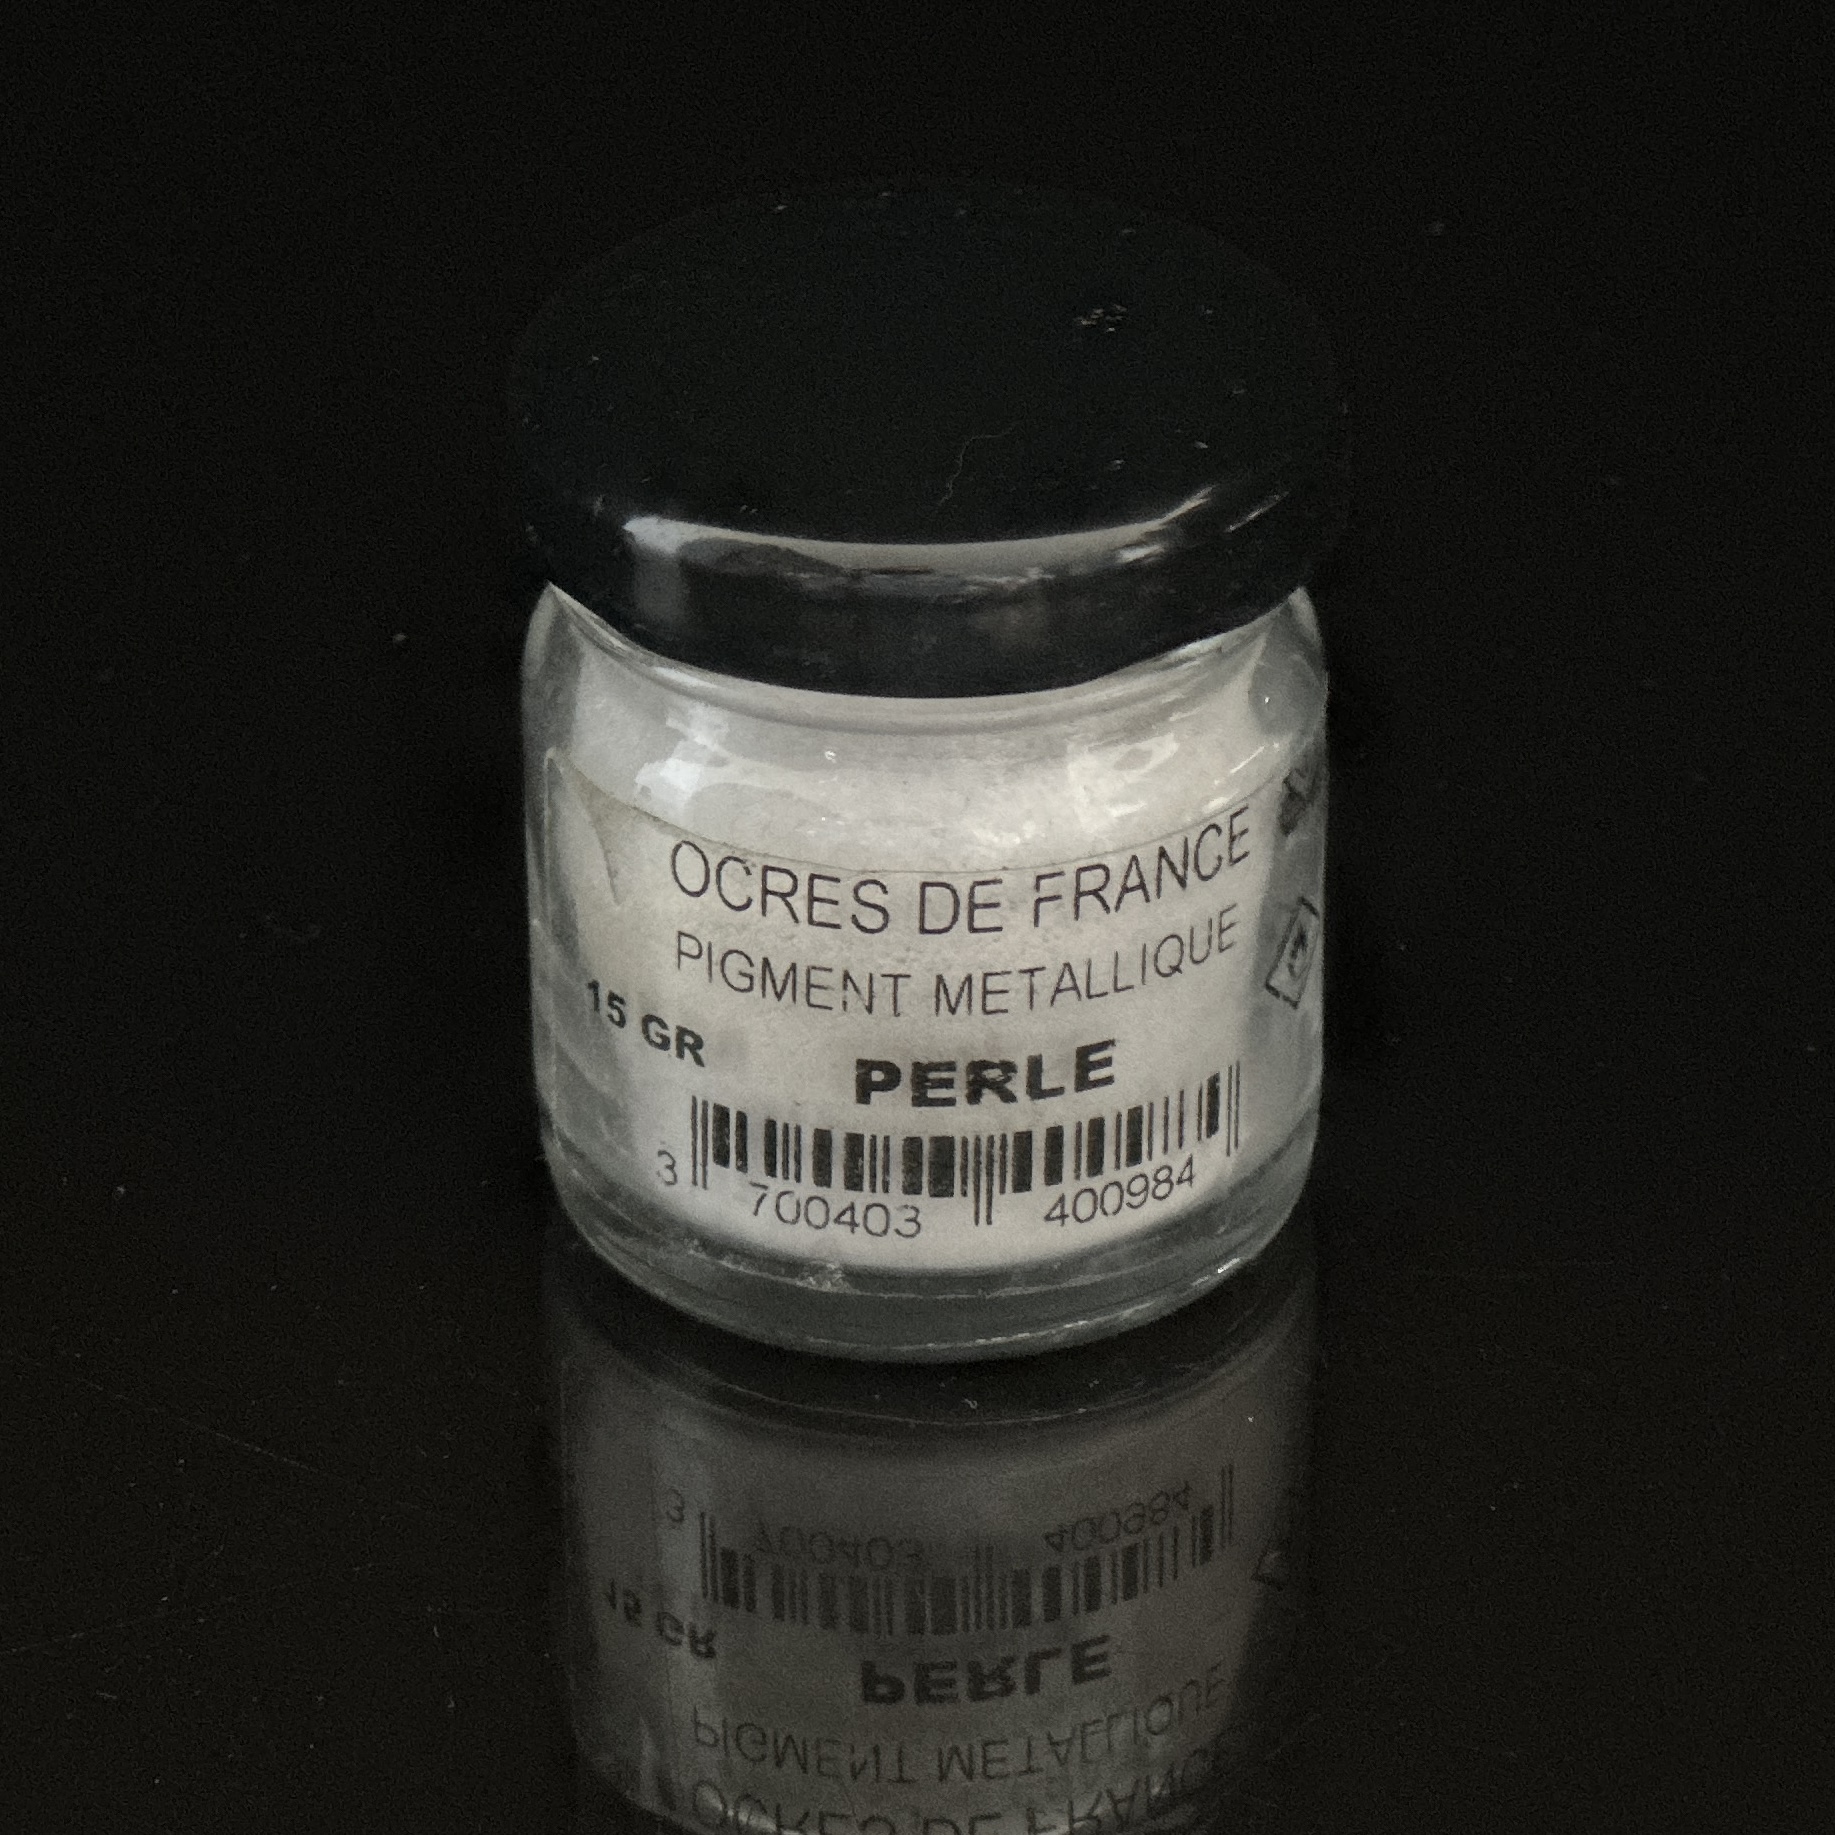 OCRES DE FRANCE
PIGMENT METALLIQUE
15 GR
PERLE
3 700403 400984